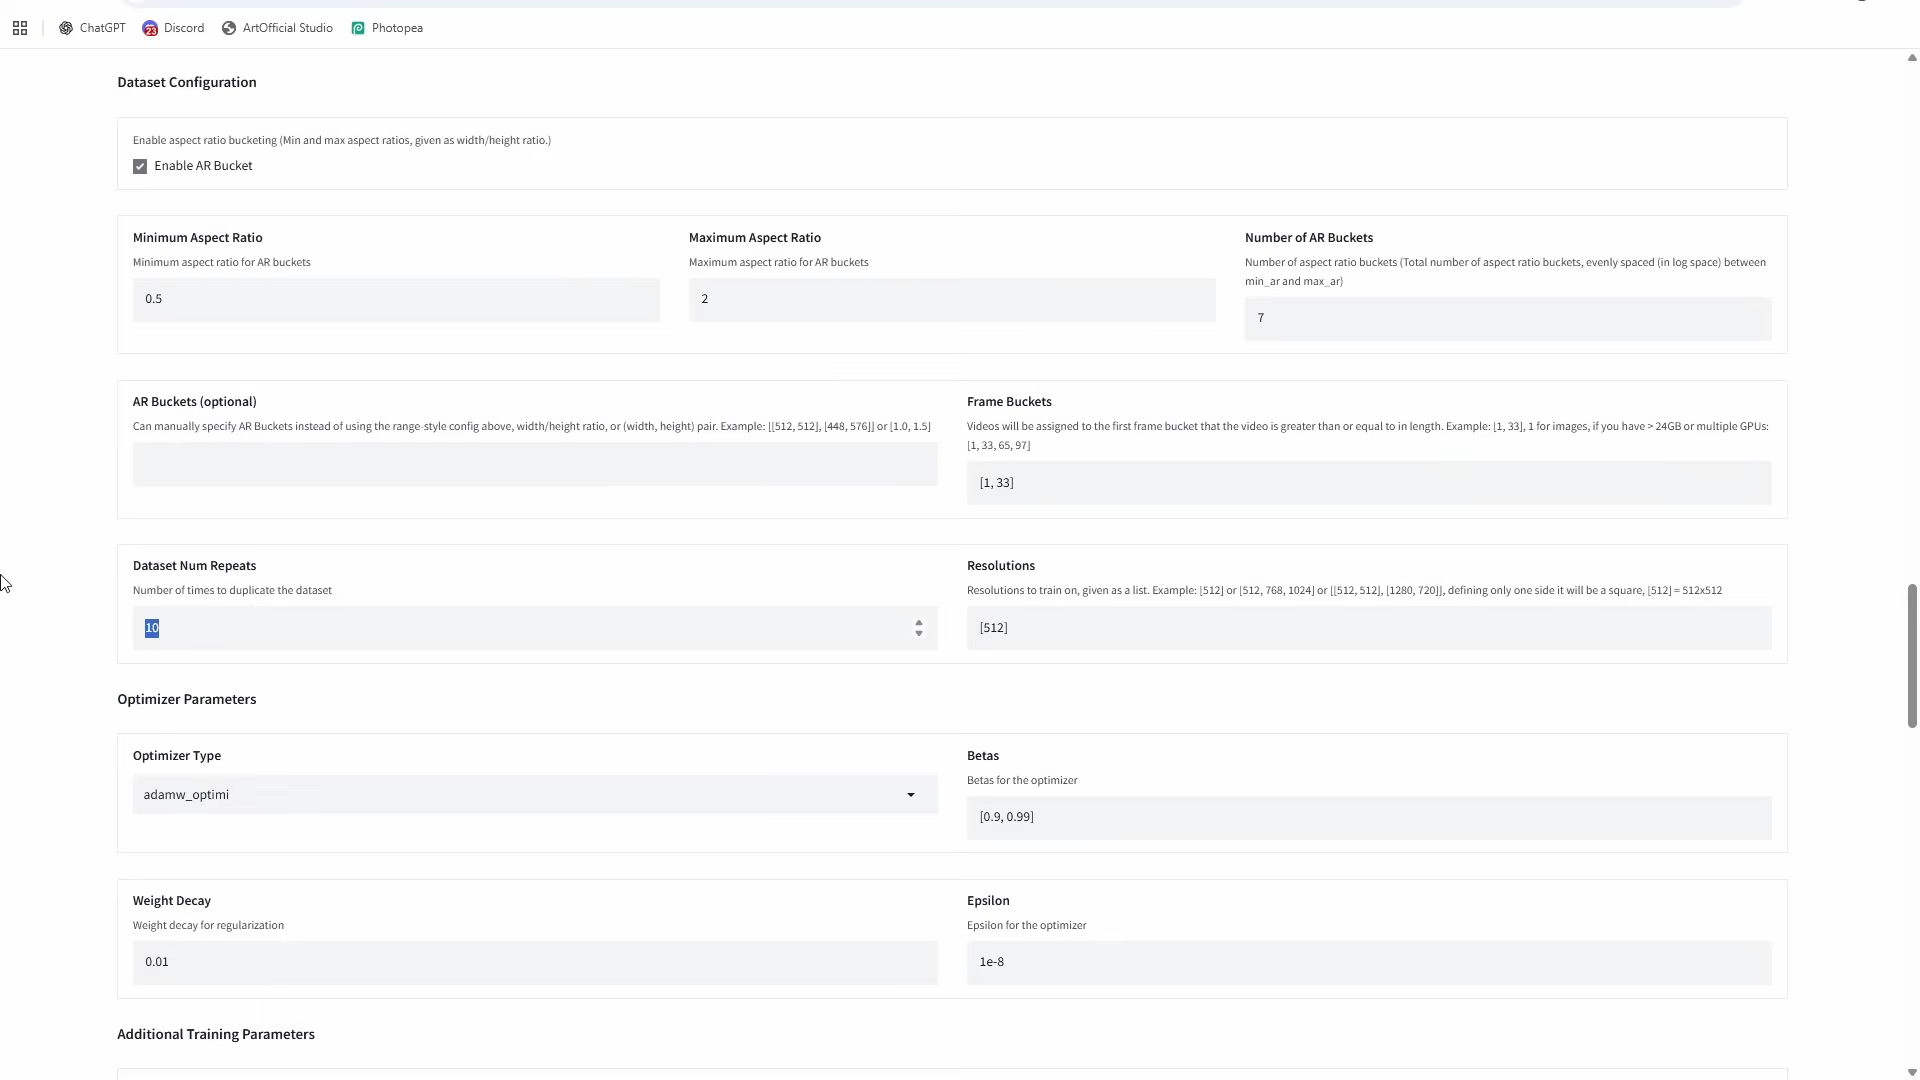 ChatGPT
Discord
ArtOfficial Studio
Photopea
Dataset Configuration
Enable aspect ratio bucketing (Min and max aspect ratios, given as width/height ratio.)
Enable AR Bucket
Minimum Aspect Ratio
Minimum aspect ratio for AR buckets
0.5
Maximum Aspect Ratio
Maximum aspect ratio for AR buckets
2
Number of AR Buckets
Number of aspect ratio buckets (Total number of aspect ratio buckets, evenly spaced (in log space) between
min_ar and max_ar)
7
AR Buckets (optional)
Can manually specify AR Buckets instead of using the range-style config above, width/height ratio, or (width, height) pair. Example: [[512, 512], [448, 576]] or [1.0, 1.5]
Frame Buckets
Videos will be assigned to the first frame bucket that the video is greater than or equal to in length. Example: [1, 33], 1 for images, if you have > 24GB or multiple GPUs:
[1, 33, 65, 97]
[1, 33]
Dataset Num Repeats
Number of times to duplicate the dataset
10
Resolutions
Resolutions to train on, given as a list. Example: [512] or [512, 768, 1024] or [[512, 512], [1280, 720]], defining only one side it will be a square, [512] = 512x512
[512]
Optimizer Parameters
Optimizer Type
adamw_optimi
Betas
Betas for the optimizer
[0.9, 0.99]
Weight Decay
Weight decay for regularization
0.01
Epsilon
Epsilon for the optimizer
1e-8
Additional Training Parameters